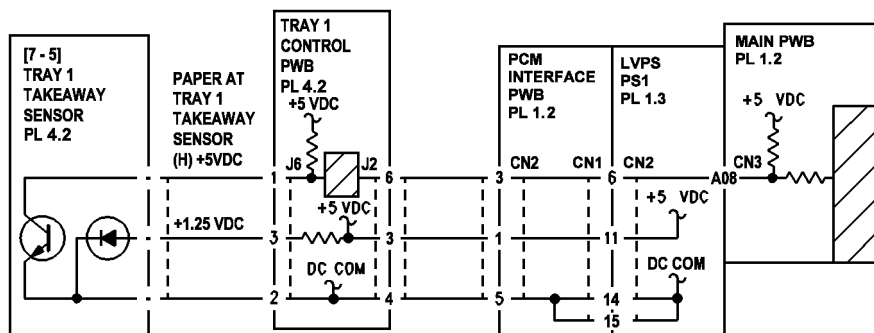 [7 - 5]
TRAY 1
TAKEAWAY
SENSOR
PL 4.2
PAPER AT
TRAY 1
TAKEAWAY
SENSOR
(H) +5VDC
+1.25 VDC
TRAY 1
CONTROL
PWB
PL 4.2
+5 VDC
1
J6
J2
6
+5 VDC
3
3
DC COM
2
4
PCM
INTERFACE
PWB
PL 1.2
3
CN2
CN1
1
5
LVPS
PS1
PL 1.3
6
CN2
+5 VDC
11
DC COM
14
15
MAIN PWB
PL 1.2
+5 VDC
A08
CN3